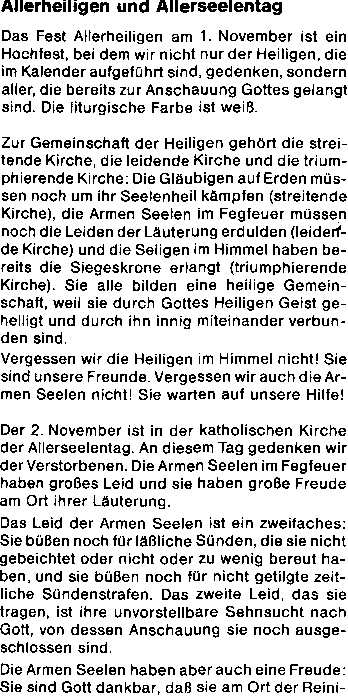 Allerheiligen und Allerseelentag
Das Fest Allerheiligen am 1. November ist ein
Hochfest, bei dem wir nicht nur der Heiligen, die
im Kalender aufgeführt sind, gedenken, sondern
aller, die bereits zur Anschauung Gottes gelangt
sind. Die liturgische Farbe ist weiß.
Zur Gemeinschaft der Heiligen gehört die strei-
tende Kirche, die leidende Kirche und die trium-
phierende Kirche: Die Gläubigen auf Erden müs-
sen noch um ihr Seelenheil kämpfen (streitende
Kirche), die Armen Seelen im Fegfeuer müssen
noch die Leiden der Läuterung erdulden (leiden-
de Kirche) und die Seligen im Himmel haben be-
reits die Siegeskrone erlangt (triumphierende
Kirche). Sie alle bilden eine heilige Gemein-
schaft, weil sie durch Gottes Heiligen Geist ge-
heiligt und durch ihn innig miteinander verbun-
den sind.
Vergessen wir die Heiligen im Himmel nicht! Sie
sind unsere Freunde. Vergessen wir auch die Ar-
men Seelen nicht! Sie warten auf unsere Hilfe!
Der 2. November ist in der katholischen Kirche
der Allerseelentag. An diesem Tag gedenken wir
der Verstorbenen. Die Armen Seelen im Fegfeuer
haben großes Leid und sie haben große Freude
am Ort ihrer Läuterung.
Das Leid der Armen Seelen ist ein zweifaches:
Sie büßen noch für läßliche Sünden, die sie nicht
gebeichtet oder nicht oder zu wenig bereut ha-
ben, und sie büßen noch für nicht getilgte zeit-
liche Sündenstrafen. Das zweite Leid, das sie
tragen, ist ihre unvorstellbare Sehnsucht nach
Gott, von dessen Anschauung sie noch ausge-
schlossen sind.
Die Armen Seelen haben aber auch eine Freude:
Sie sind Gott dankbar, daß sie am Ort der Reini-